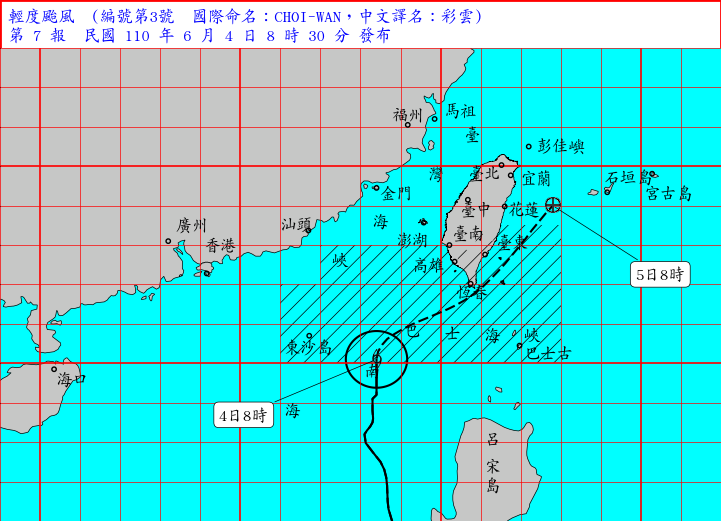 輕度颱風 (編號第3號 國際命名：CHOI-WAN，中文譯名：彩雲)
第 7 報 民國 110 年 6 月 4 日 8 時 30 分 發布
福州
馬祖
臺
彭佳嶼
臺北
宜蘭
石垣島
宮古島
灣
金門
臺中
花蓮
廣州
汕頭
海
澎湖
臺南
臺東
香港
峽
高雄
恆春
5日8時
東沙島
巴
士
海
峽
巴士古
南
海口
4日8時
海
呂
宋
島